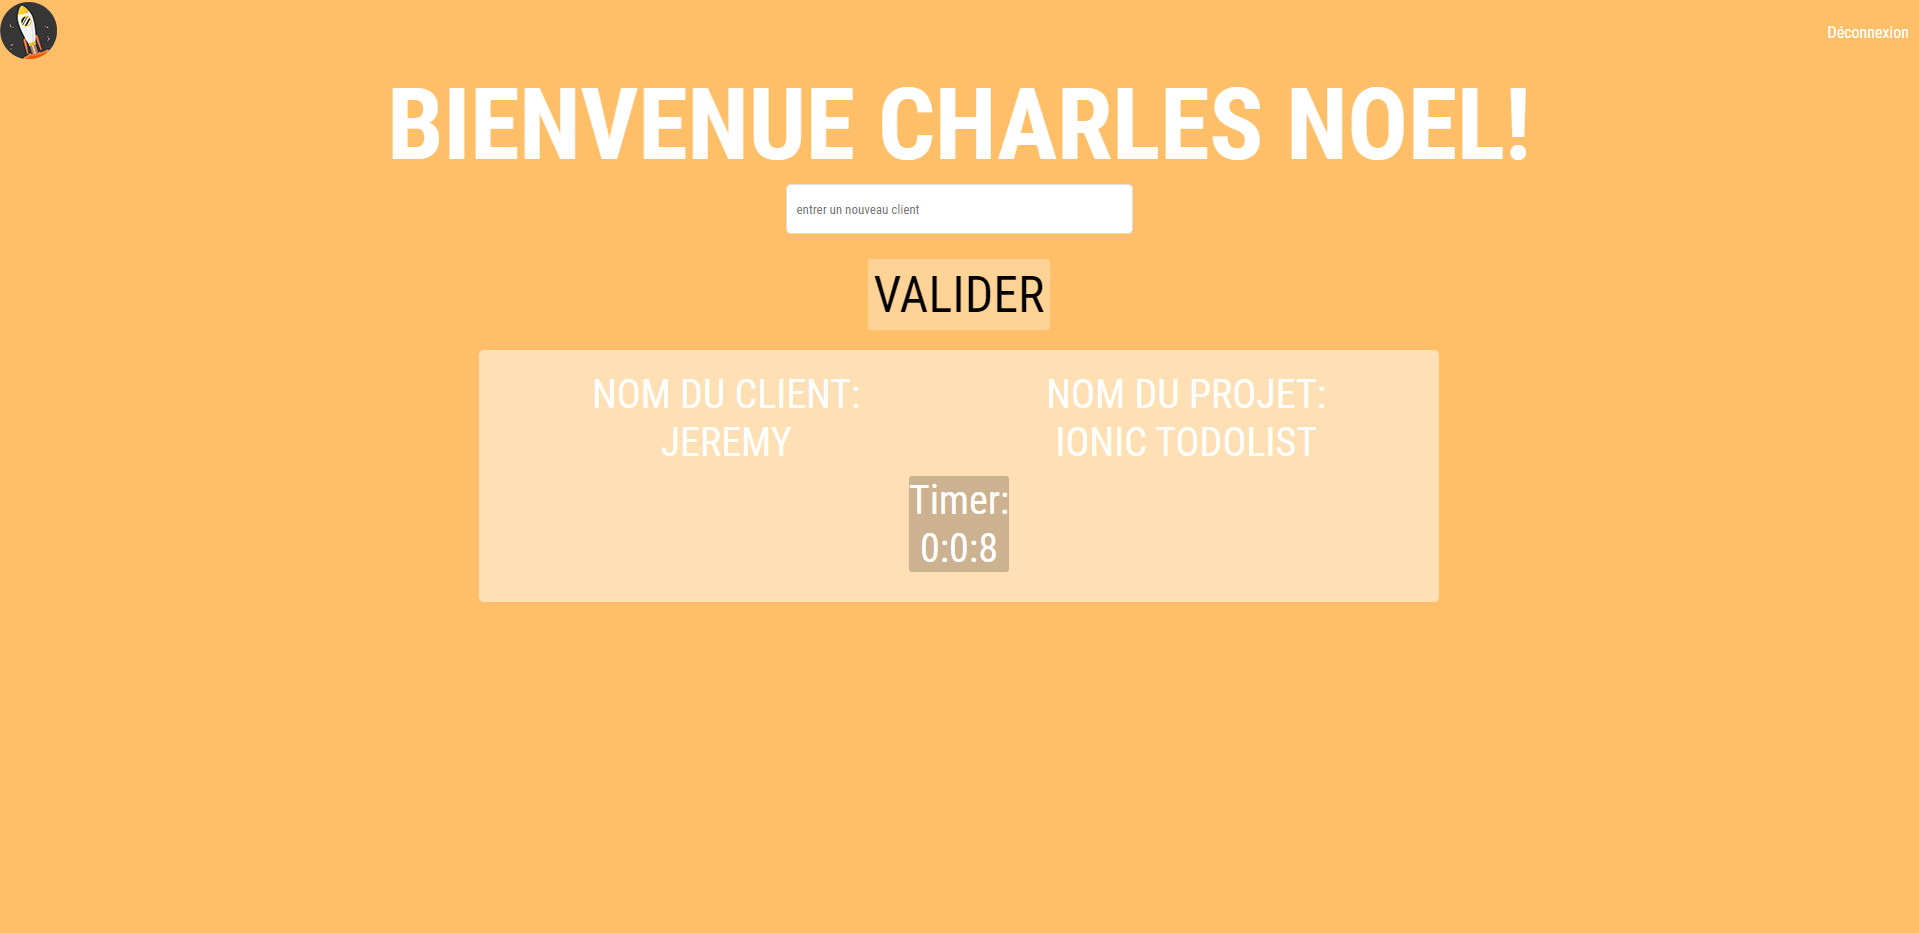 Déconnexion
BIENVENUE CHARLES NOEL!
entrer un nouveau client
VALIDER
NOM DU CLIENT:
JEREMY
NOM DU PROJET:
IONIC TODOLIST
Timer:
0:0:8